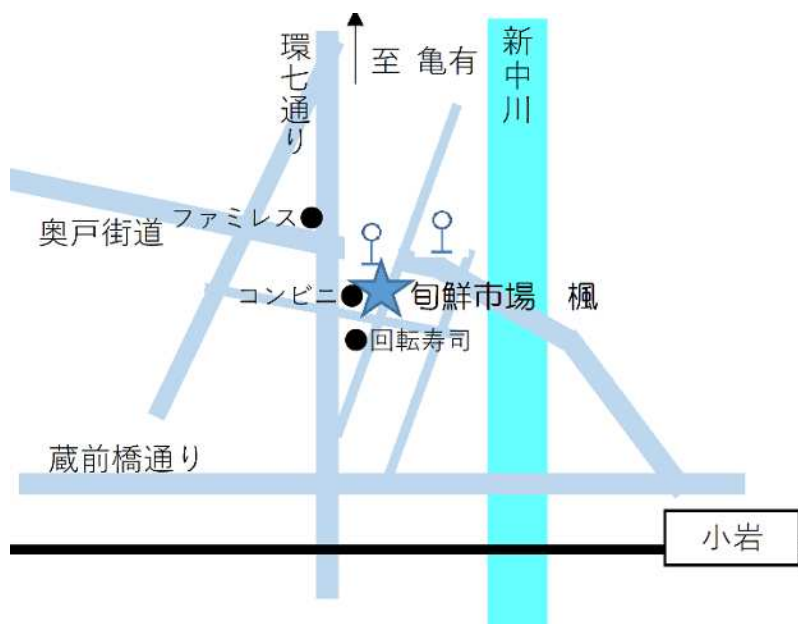 環七通り
至 亀有
新中川
ファミレス
奥戸街道
コンビニ
旬鮮市場 楓
回転寿司
蔵前橋通り
小岩